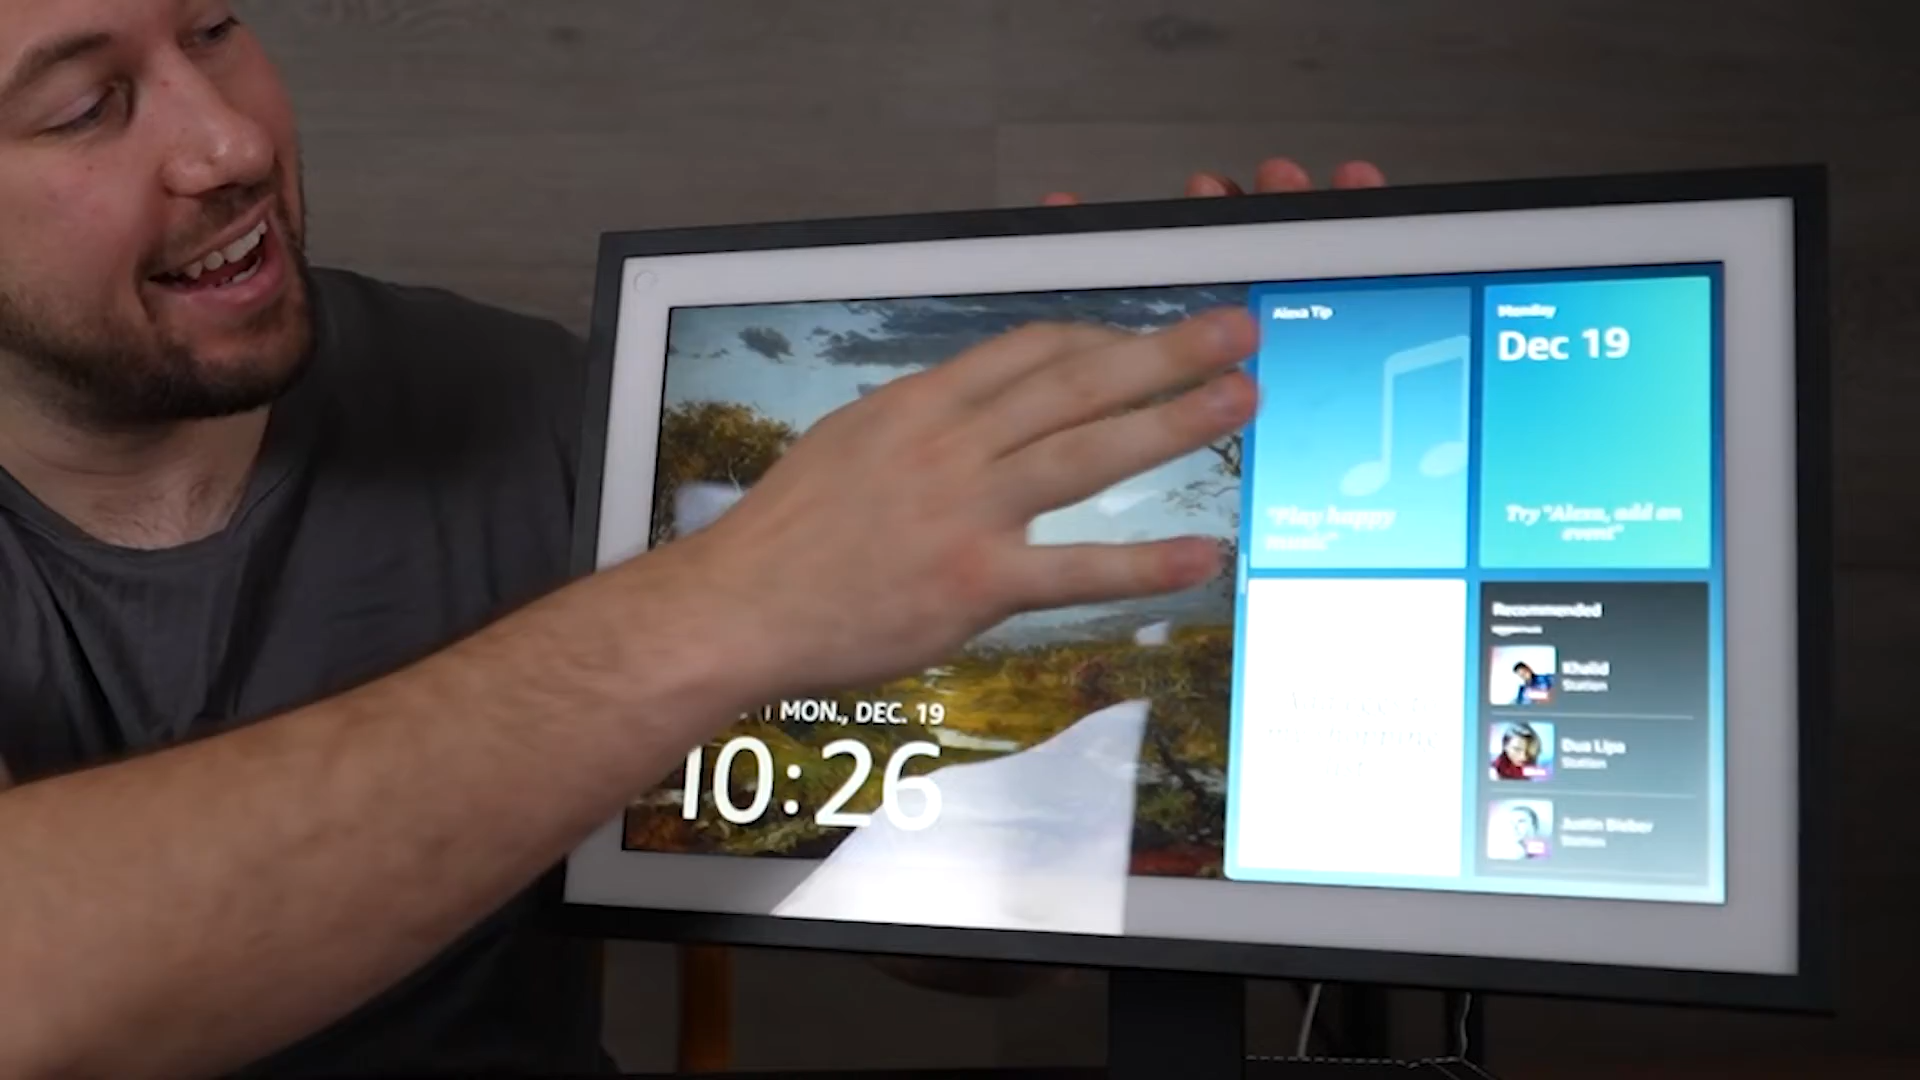 Alexa Tip
"Play happy
music"
Monday
Dec 19
Try "Alexa, add an
event"
MON., DEC. 19
10:26
Recommended
Khalid
Station
Dua Lipa
Station
Justin Bieber
Station